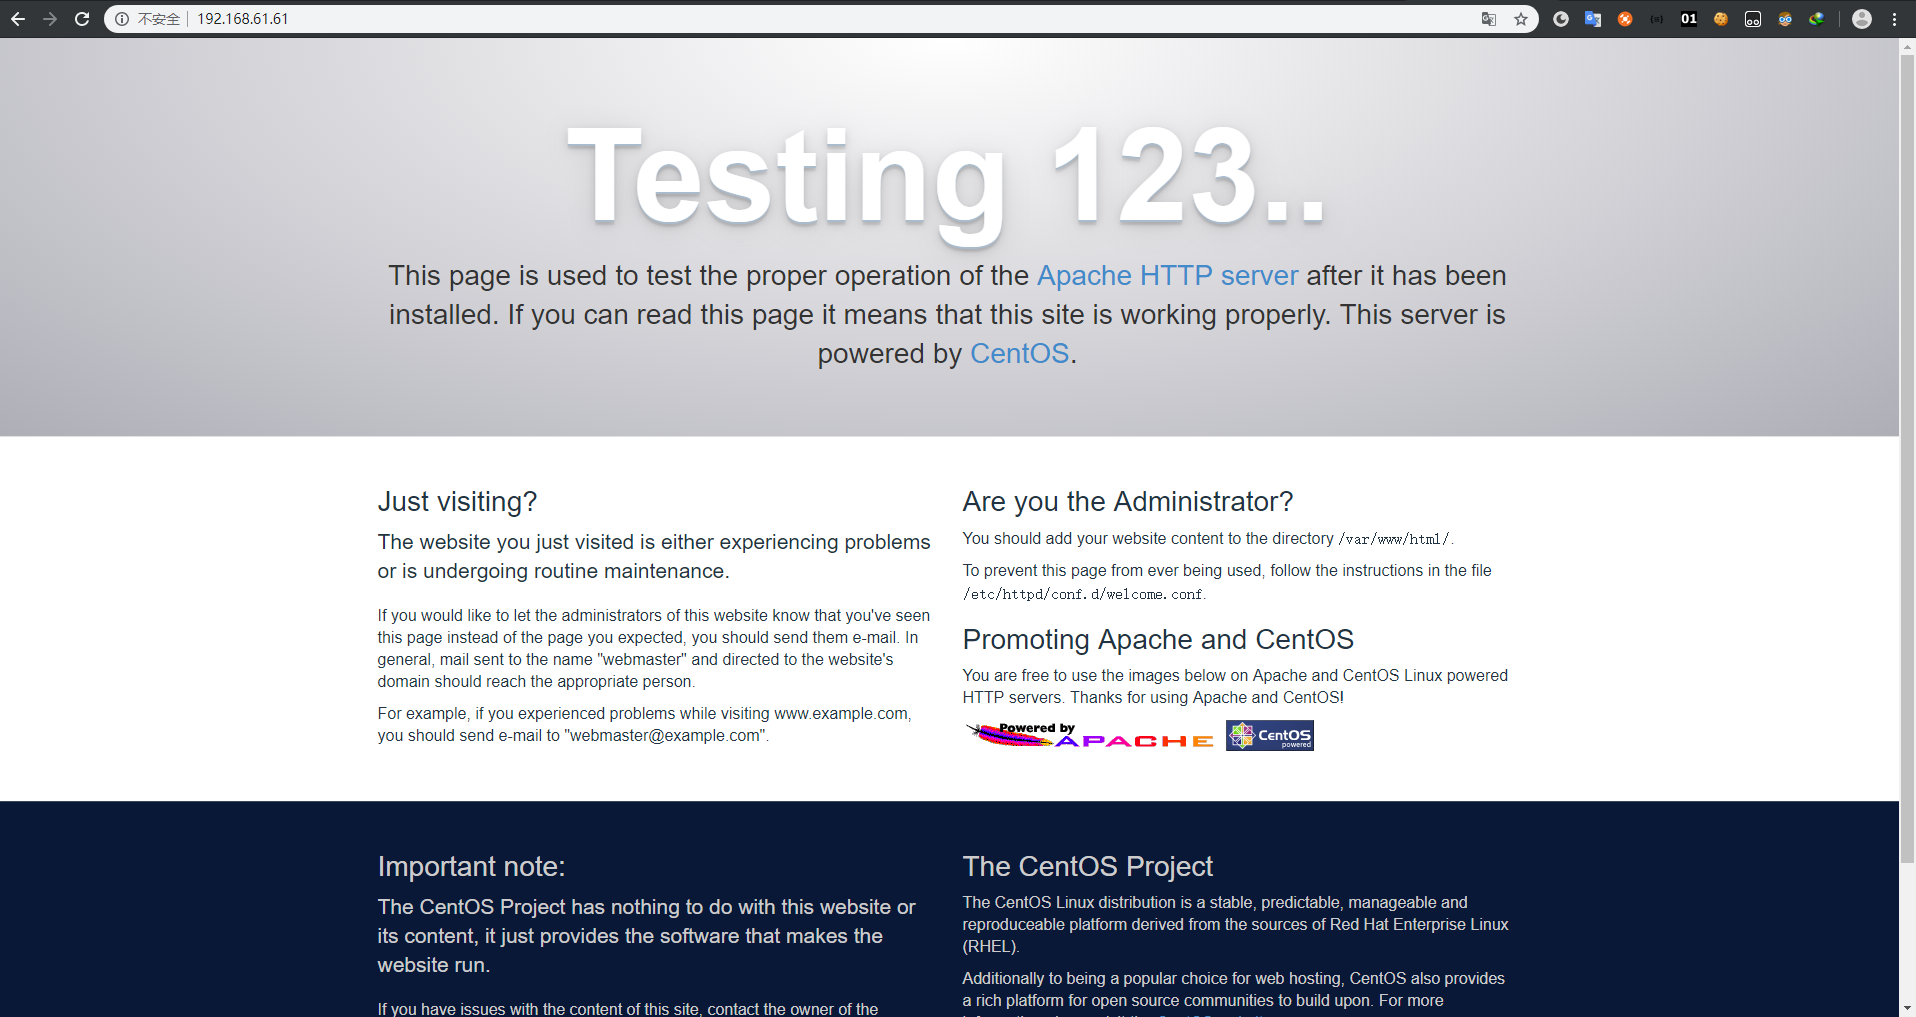 不安全 192.168.61.61
01
Testing 123..
This page is used to test the proper operation of the Apache HTTP server after it has been
installed. If you can read this page it means that this site is working properly. This server is
powered by CentOS.
Just visiting?
The website you just visited is either experiencing problems
or is undergoing routine maintenance.
If you would like to let the administrators of this website know that you've seen
this page instead of the page you expected, you should send them e-mail. In
general, mail sent to the name "webmaster" and directed to the website's
domain should reach the appropriate person.
For example, if you experienced problems while visiting www.example.com,
you should send e-mail to "webmaster@example.com".
Are you the Administrator?
You should add your website content to the directory /var/www/html/.
To prevent this page from ever being used, follow the instructions in the file
/etc/httpd/conf.d/welcome.conf.
Promoting Apache and CentOS
You are free to use the images below on Apache and CentOS Linux powered
HTTP servers. Thanks for using Apache and CentOS!
Powered by
APACHE
CentOS
powered
Important note:
The CentOS Project has nothing to do with this website or
its content, it just provides the software that makes the
website run.
If you have issues with the content of this site, contact the owner of the
The CentOS Project
The CentOS Linux distribution is a stable, predictable, manageable and
reproduceable platform derived from the sources of Red Hat Enterprise Linux
(RHEL).
Additionally to being a popular choice for web hosting, CentOS also provides
a rich platform for open source communities to build upon. For more